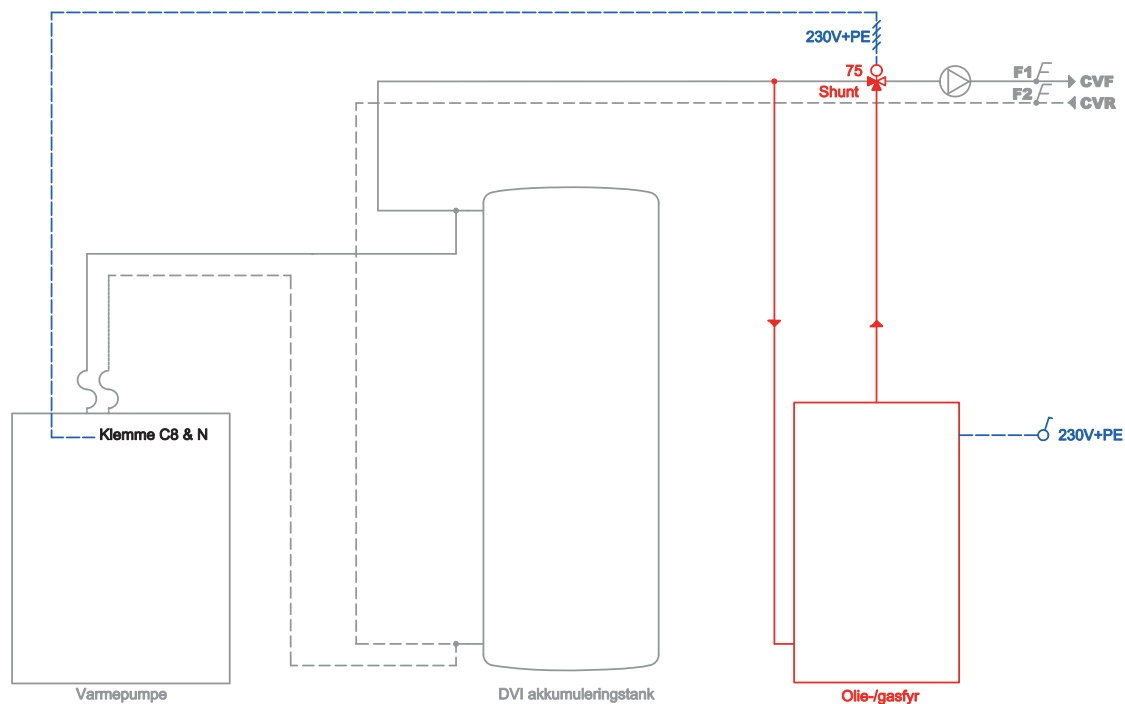 230V+PE
75
Shunt
F1
CVF
F2
CVR
Klemme C8 & N
230V+PE
Varmepumpe
DVI akkumuleringstank
Olie-/gasfyr